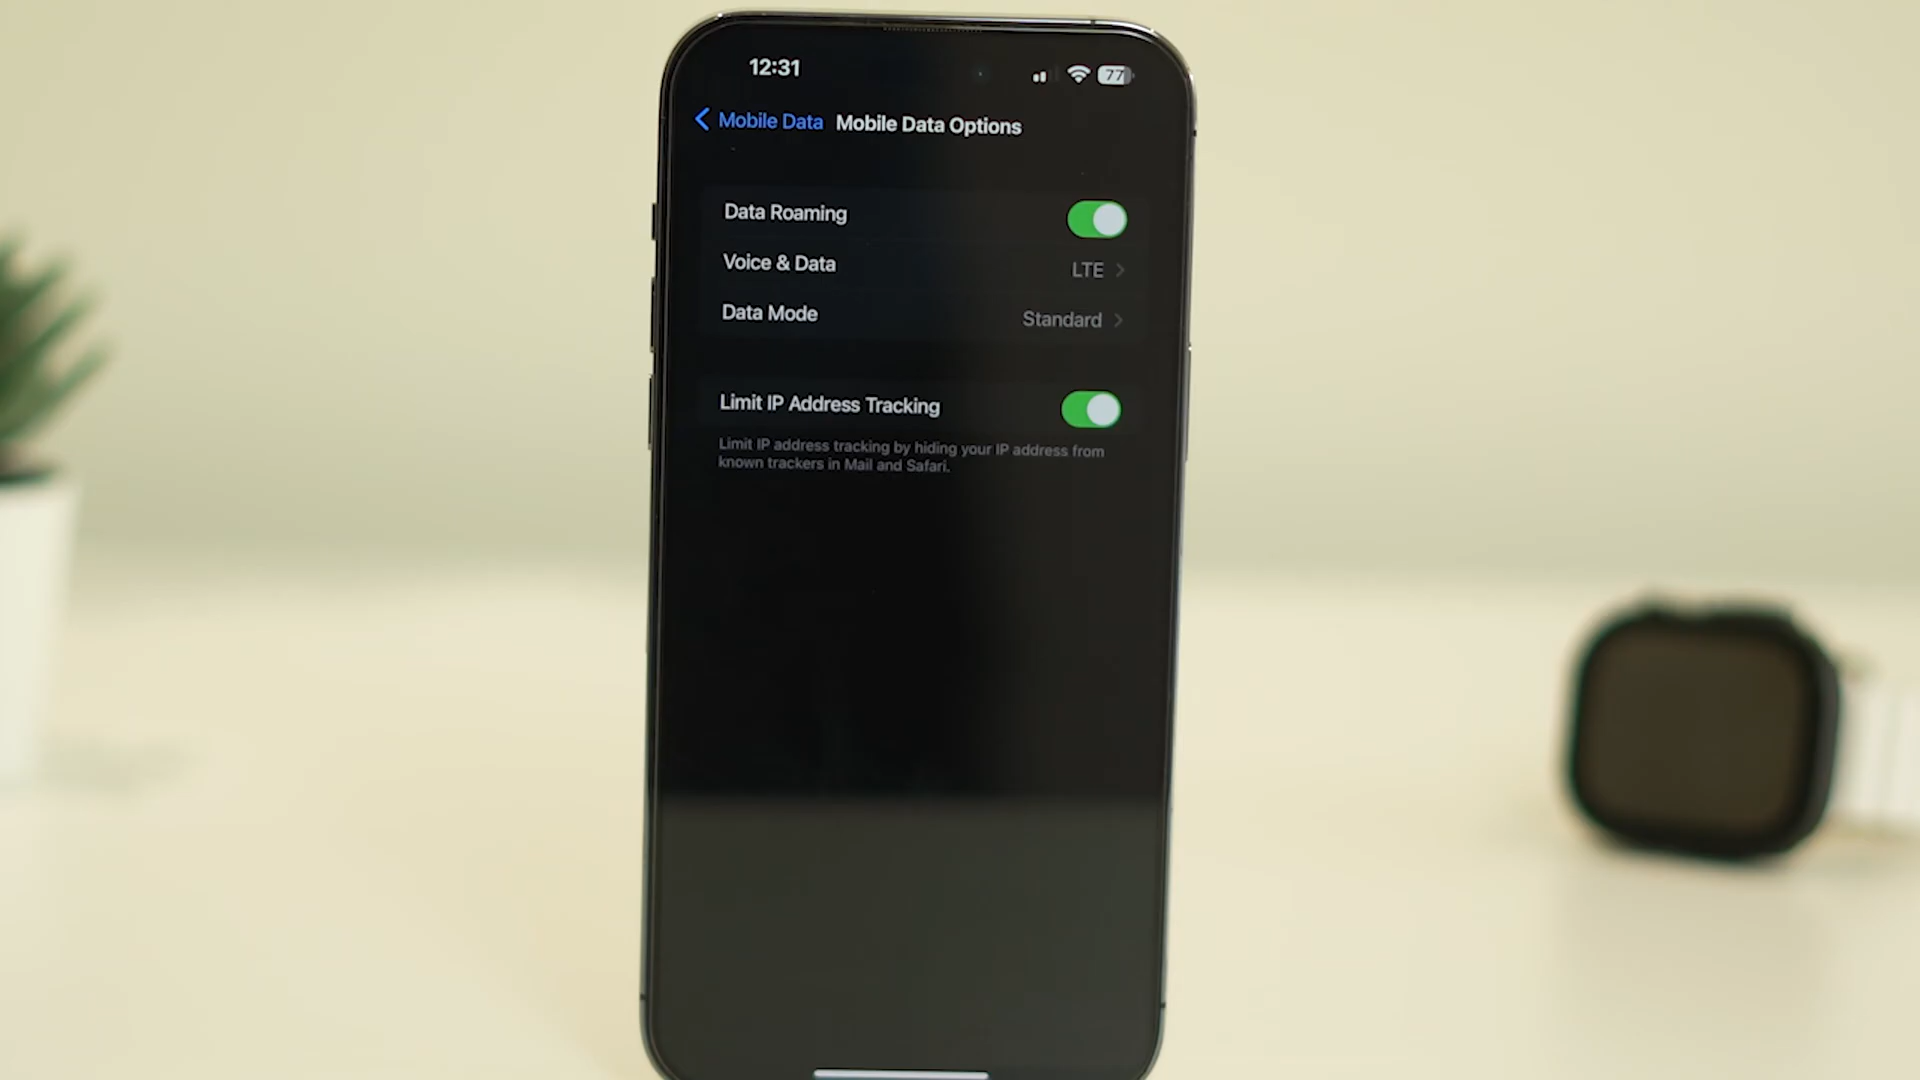 12:31
77
Mobile Data Mobile Data Options
Data Roaming
Voice & Data LTE
Data Mode Standard
Limit IP Address Tracking
Limit IP address tracking by hiding your IP address from
known trackers in Mail and Safari.